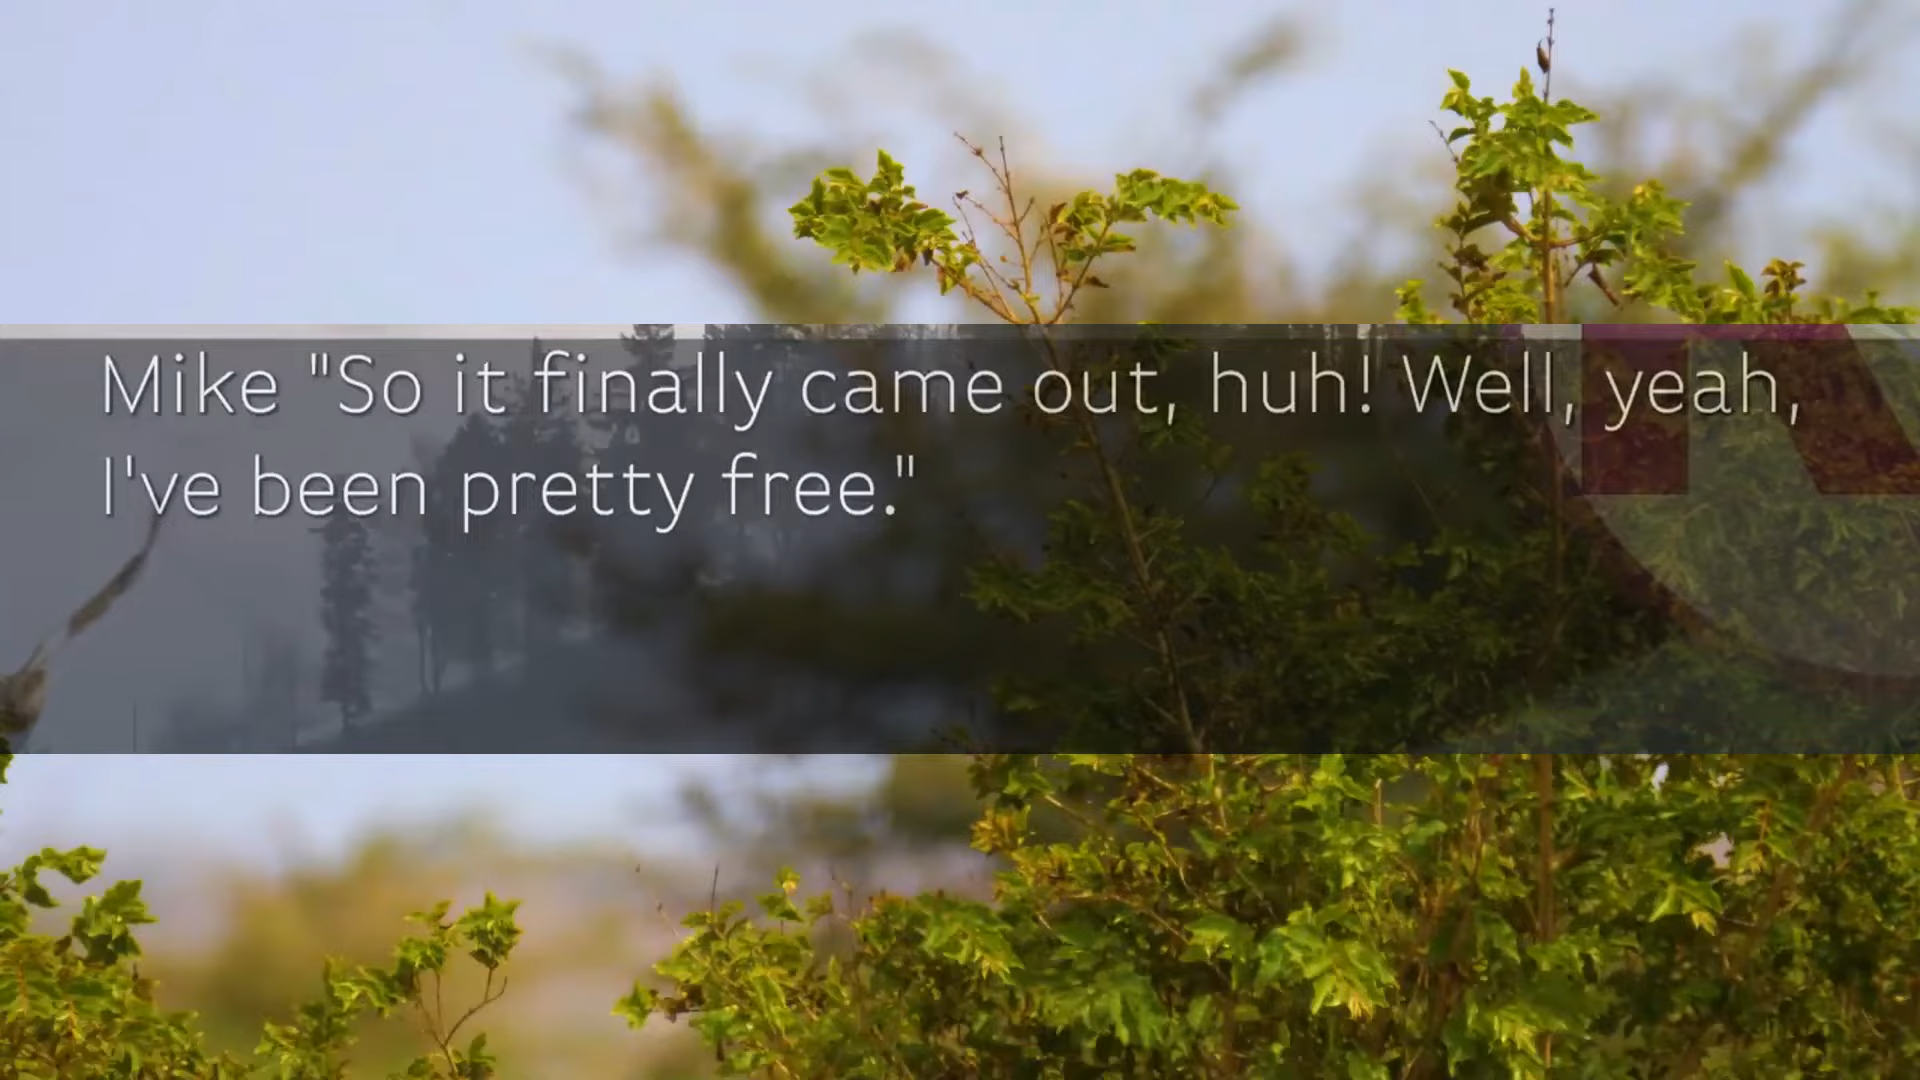 Mike "So it finally came out, huh! Well, yeah,
I've been pretty free."